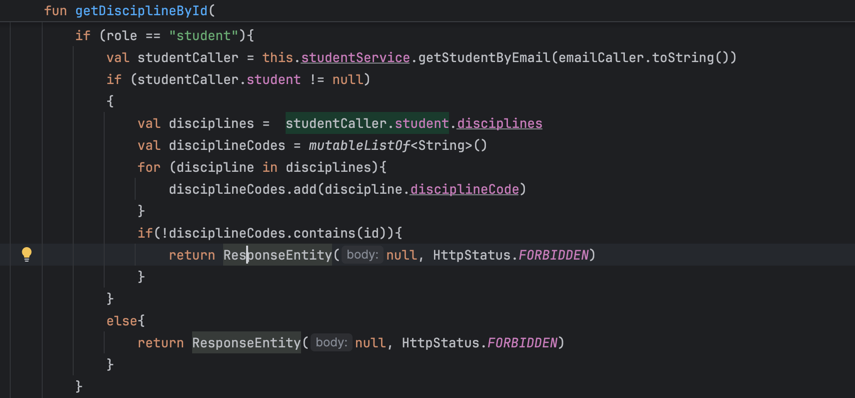 fun getDisciplineById(
if (role == "student"){
val studentCaller = this.studentService.getStudentByEmail(emailCaller.toString())
if (studentCaller.student != null)
{
val disciplines =  studentCaller.student.disciplines
val disciplineCodes = mutableListOf<String>()
for (discipline in disciplines){
disciplineCodes.add(discipline.disciplineCode)
}
if(!disciplineCodes.contains(id)){
return ResponseEntity( body: null, HttpStatus.FORBIDDEN)
}
}
else{
return ResponseEntity( body: null, HttpStatus.FORBIDDEN)
}
}